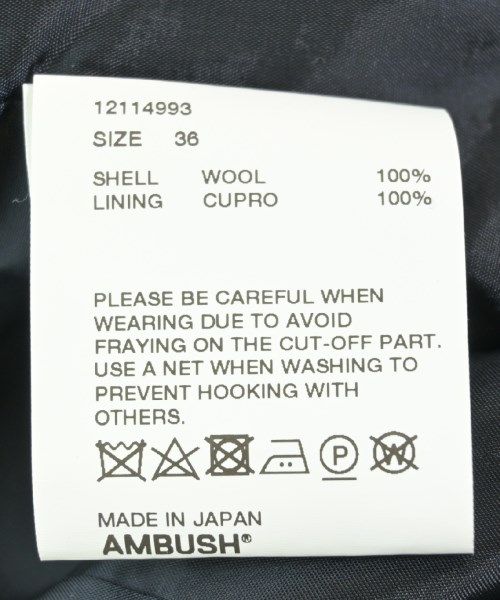 12114993
SIZE 36
SHELL WOOL 100%
LINING CUPRO 100%
PLEASE BE CAREFUL WHEN
WEARING DUE TO AVOID
FRAYING ON THE CUT-OFF PART.
USE A NET WHEN WASHING TO
PREVENT HOOKING WITH
OTHERS.
P W
MADE IN JAPAN
AMBUSH®